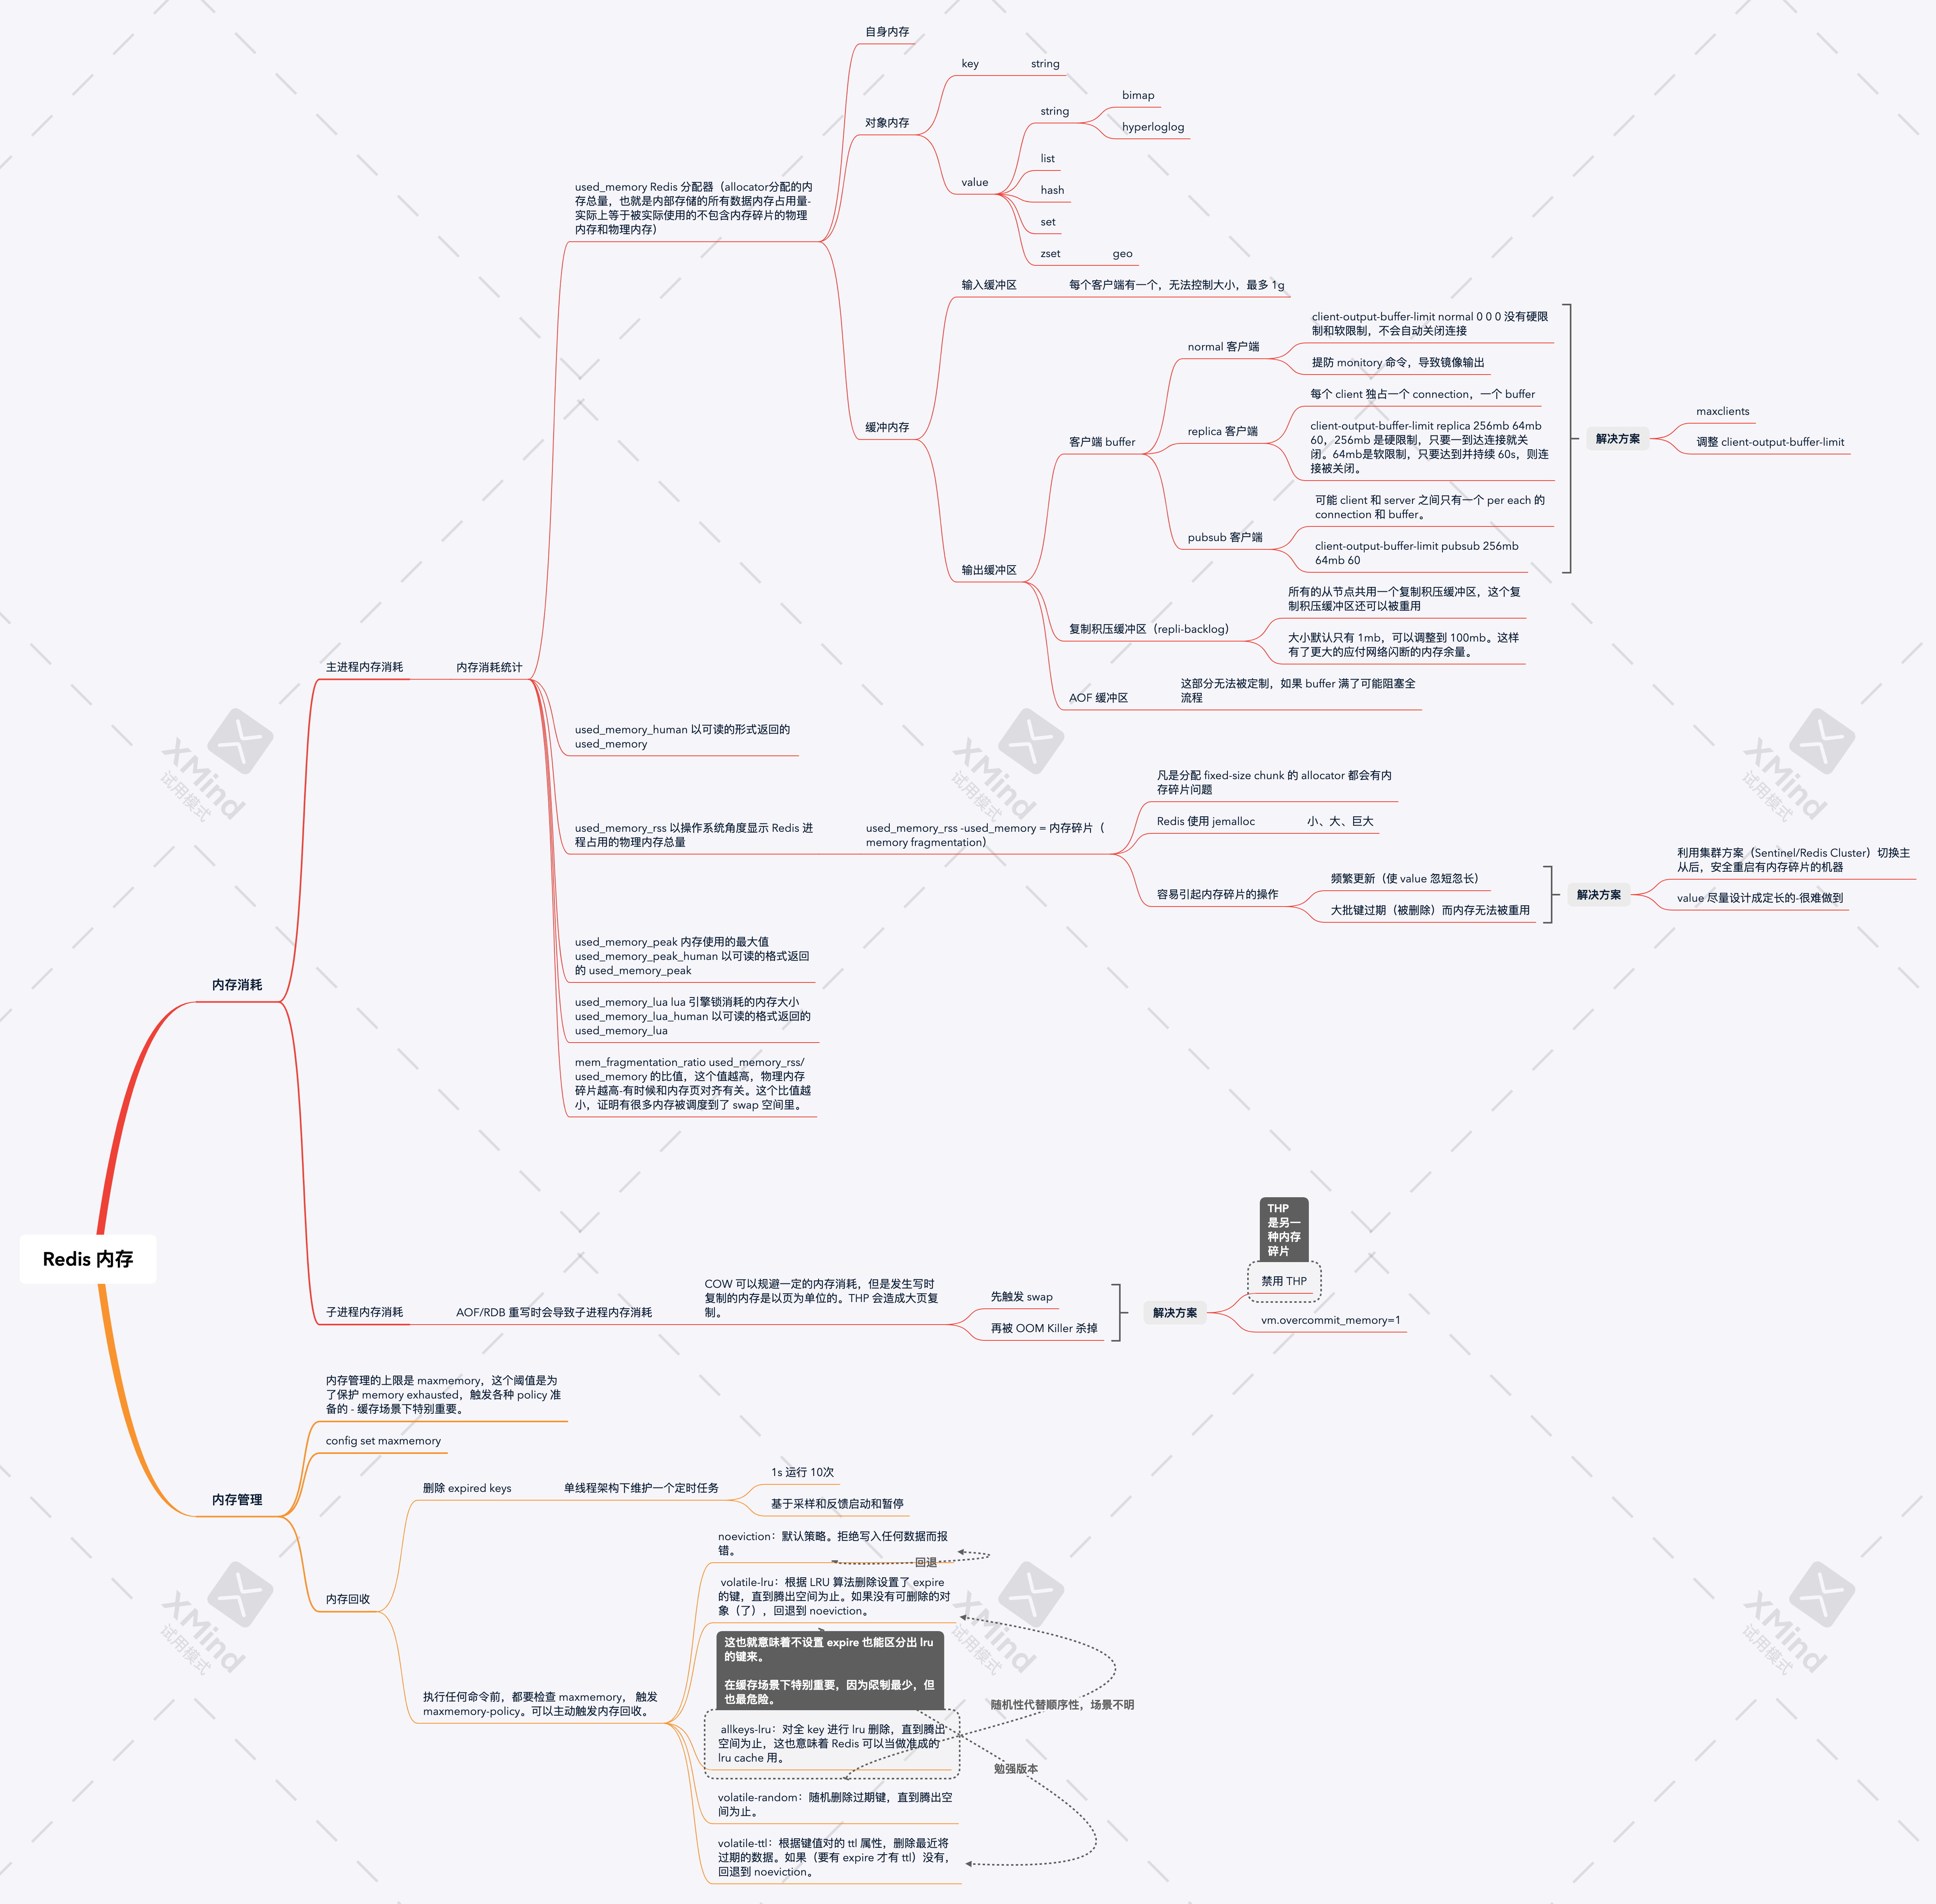 Redis 内存
内存消耗
主进程内存消耗
内存消耗统计
used_memory Redis 分配器（allocator分配的内
存总量，也就是内部存储的所有数据内存占用量-
实际上等于被实际使用的不包含内存碎片的物理
内存和物理内存）
自身内存
对象内存
key
string
value
string
bimap
hyperloglog
list
hash
set
zset
geo
缓冲内存
输入缓冲区
每个客户端有一个，无法控制大小，最多 1g
输出缓冲区
客户端 buffer
normal 客户端
client-output-buffer-limit normal 0 0 0 没有硬限
制和软限制，不会自动关闭连接
提防 monitory 命令，导致镜像输出
replica 客户端
每个 client 独占一个 connection，一个 buffer
client-output-buffer-limit replica 256mb 64mb
60，256mb 是硬限制，只要一到达连接就关
闭。64mb是软限制，只要达到并持续 60s，则连
接被关闭。
pubsub 客户端
可能 client 和 server 之间只有一个 per each 的
connection 和 buffer。
client-output-buffer-limit pubsub 256mb
64mb 60
解决方案
maxclients
调整 client-output-buffer-limit
复制积压缓冲区（repli-backlog）
所有的从节点共用一个复制积压缓冲区，这个复
制积压缓冲区还可以被重用
大小默认只有 1mb，可以调整到 100mb。这样
有了更大的应付网络闪断的内存余量。
AOF 缓冲区
这部分无法被定制，如果 buffer 满了可能阻塞全
流程
used_memory_human 以可读的形式返回的
used_memory
used_memory_rss 以操作系统角度显示 Redis 进
程占用的物理内存总量
used_memory_rss -used_memory = 内存碎片（
memory fragmentation）
凡是分配 fixed-size chunk 的 allocator 都会有内
存碎片问题
Redis 使用 jemalloc
小、大、巨大
容易引起内存碎片的操作
频繁更新（使 value 忽短忽长）
大批键过期（被删除）而内存无法被重用
解决方案
利用集群方案（Sentinel/Redis Cluster）切换主
从后，安全重启有内存碎片的机器
value 尽量设计成定长的-很难做到
used_memory_peak 内存使用的最大值
used_memory_peak_human 以可读的格式返回
的 used_memory_peak
used_memory_lua lua 引擎锁消耗的内存大小
used_memory_lua_human 以可读的格式返回的
used_memory_lua
mem_fragmentation_ratio used_memory_rss/
used_memory 的比值，这个值越高，物理内存
碎片越高-有时候和内存页对齐有关。这个比值越
小，证明有很多内存被调度到了 swap 空间里。
子进程内存消耗
AOF/RDB 重写时会导致子进程内存消耗
COW 可以规避一定的内存消耗，但是发生写时
复制的内存是以页为单位的。THP 会造成大页复
制。
先触发 swap
再被 OOM Killer 杀掉
解决方案
THP
是另一
种内存
碎片
禁用 THP
vm.overcommit_memory=1
内存管理
内存管理的上限是 maxmemory，这个阈值是为
了保护 memory exhausted，触发各种 policy 准
备的 - 缓存场景下特别重要。
config set maxmemory
内存回收
删除 expired keys
单线程架构下维护一个定时任务
1s 运行 10次
基于采样和反馈启动和暂停
执行任何命令前，都要检查 maxmemory， 触发
maxmemory-policy。可以主动触发内存回收。
noeviction：默认策略。拒绝写入任何数据而报
错。
回退
volatile-lru：根据 LRU 算法删除设置了 expire
的键，直到腾出空间为止。如果没有可删除的对
象（了），回退到 noeviction。
这也就意味着不设置 expire 也能区分出 lru
的键来。
在缓存场景下特别重要，因为限制最少，但
也最危险。
随机性代替顺序性，场景不明
allkeys-lru：对全 key 进行 lru 删除，直到腾出
空间为止，这也意味着 Redis 可以当做准成的
lru cache 用。
勉强版本
volatile-random：随机删除过期键，直到腾出空
间为止。
volatile-ttl：根据键值对的 ttl 属性，删除最近将
过期的数据。如果（要有 expire 才有 ttl）没有，
回退到 noeviction。
XMind
试用模式
XMind
试用模式
XMind
试用模式
XMind
试用模式
XMind
试用模式
XMind
试用模式